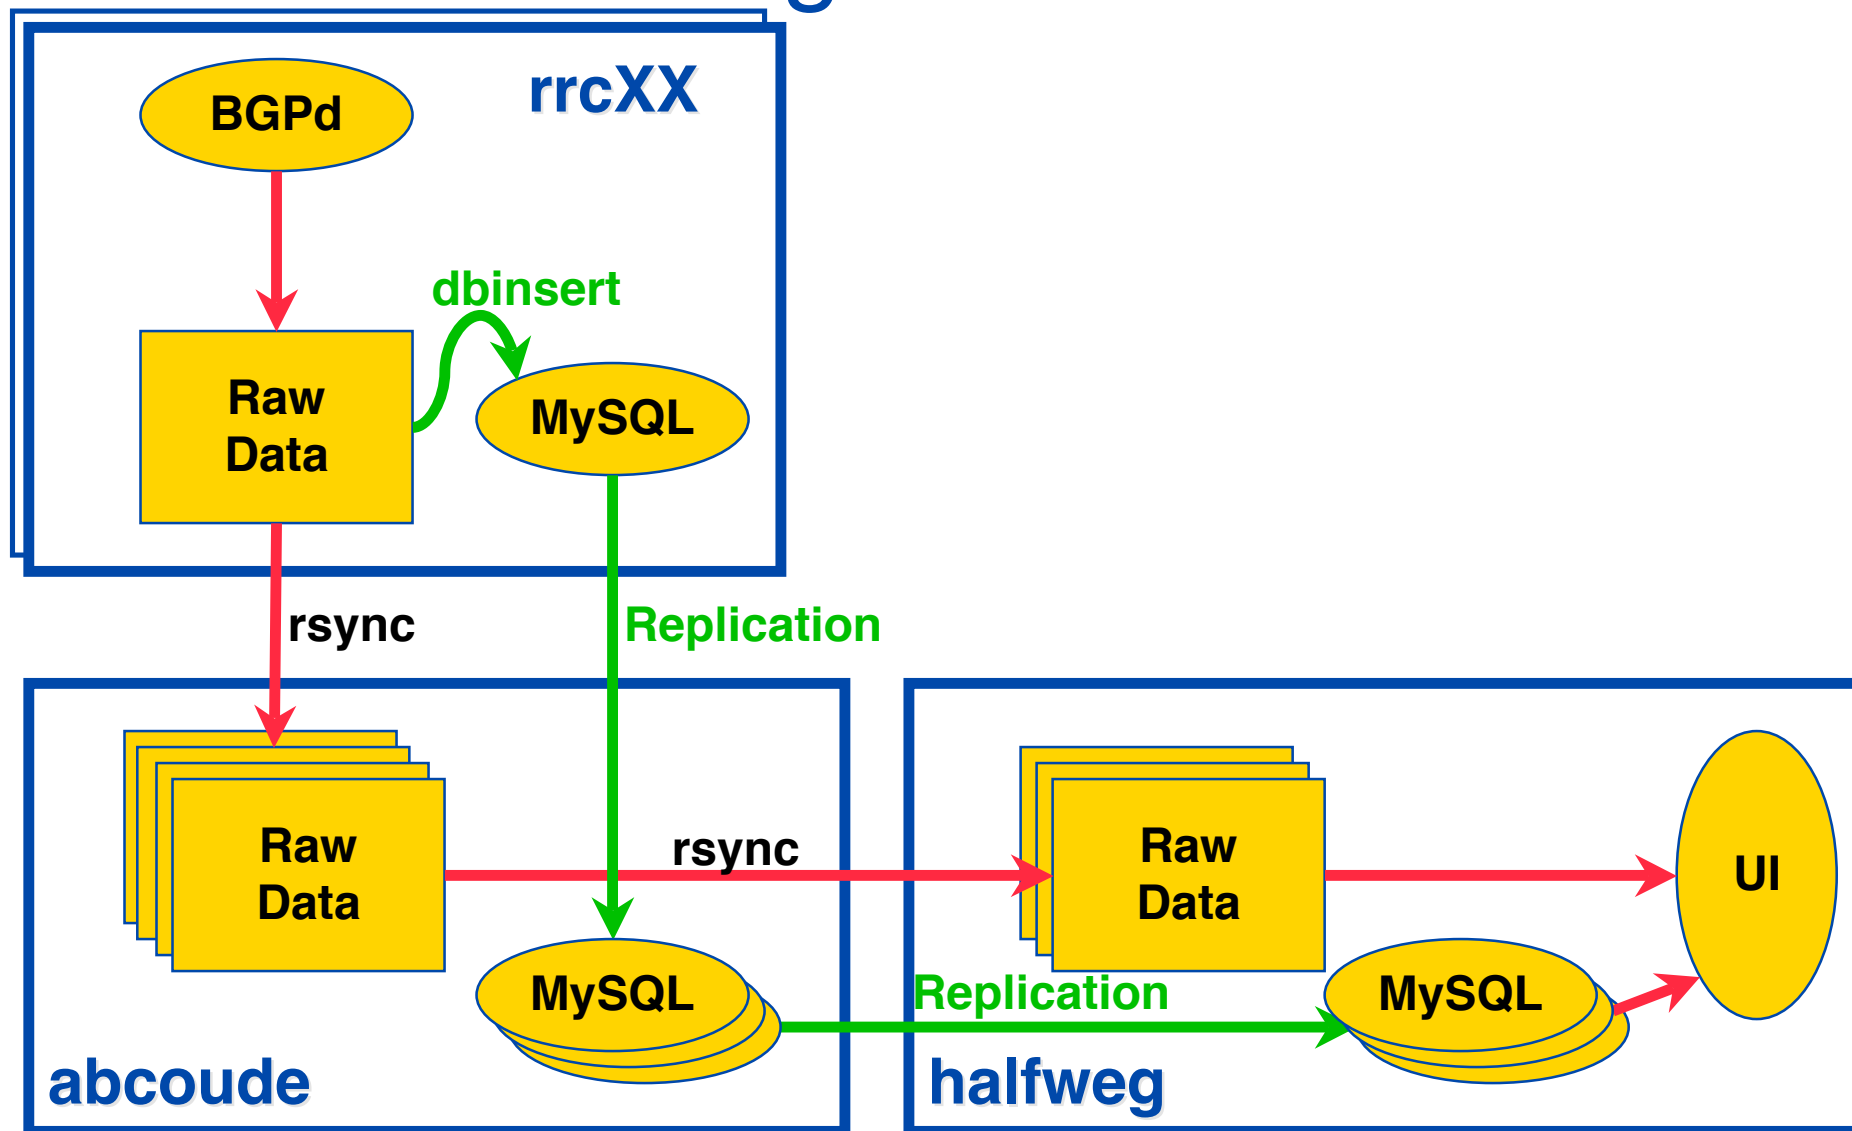 g
rrcXX
BGPd
dbinsert
Raw
Data
MySQL
rsync
Replication
Raw
Data
rsync
Raw
Data
UI
MySQL
Replication
MySQL
abcoude
halfweg